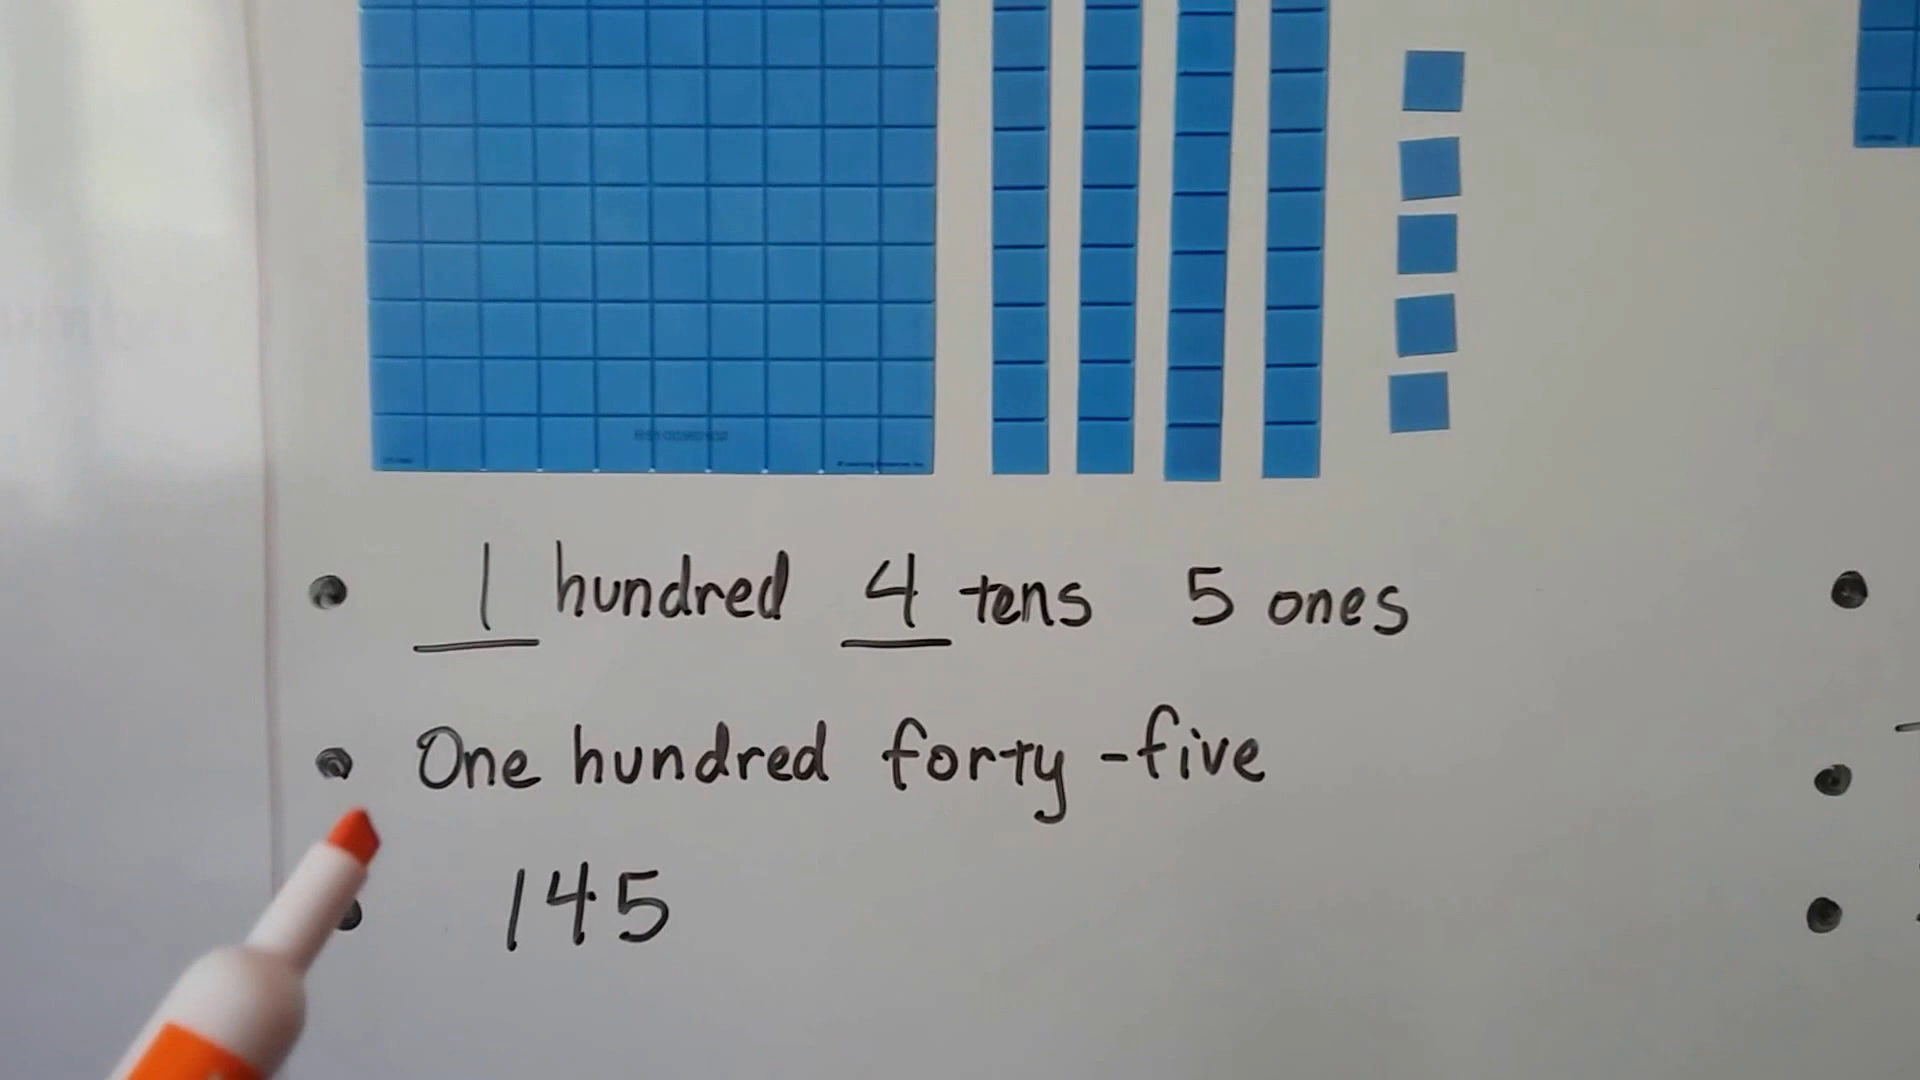 1 hundred 4 tens 5 ones
One hundred forty-five
145